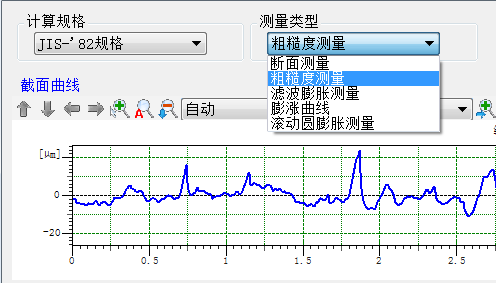 计算规格
测量类型
JIS-'82规格
粗糙度测量
断面测量
粗糙度测量
滤波膨胀测量
膨涨曲线
滚动圆膨胀测量
截面曲线
自动
[μm]
0
-20
0
0.5
1
1.5
2
2.5